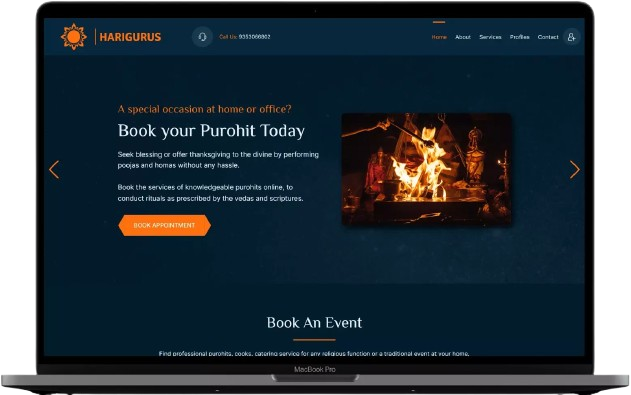 HARIGURUS
Call Us: 9353066662
Home About Services Profiles Contact
A special occasion at home or office?
Book your Purohit Today
Seek blessing or offer thanksgiving to the divine by performing
poojas and homas without any hassle.
Book the services of knowledgeable purohits online, to
conduct rituals as prescribed by the vedas and scriptures.
BOOK APPOINTMENT
Book An Event
Find professional purohits, cooks, catering service for any religious function or a traditional event at your home.
MacBook Pro